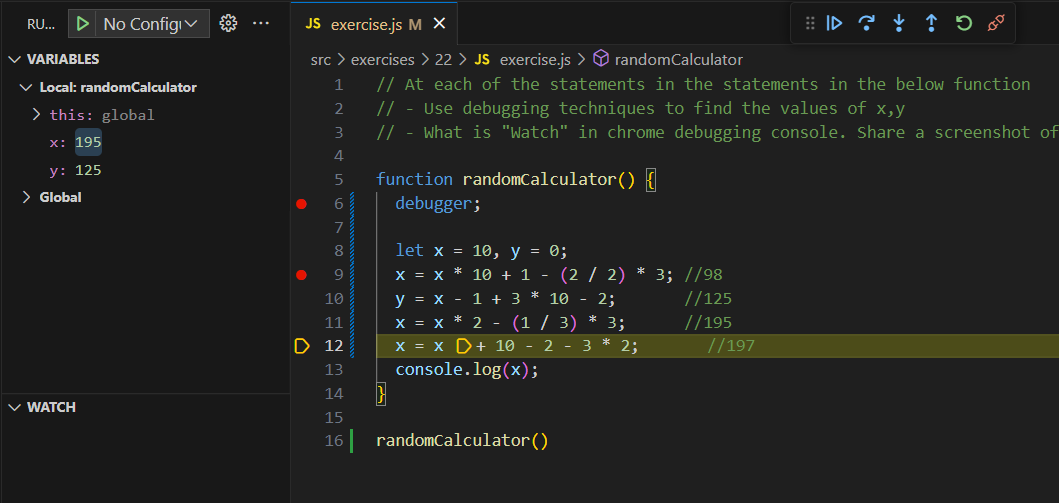 RU... No Configu
VARIABLES
Local: randomCalculator
this: global
x: 195
y: 125
Global
WATCH
JS exercise.js M
src > exercises > 22 > JS exercise.js > randomCalculator
1 // At each of the statements in the statements in the below function
2 // - Use debugging techniques to find the values of x,y
3 // - What is "Watch" in chrome debugging console. Share a screenshot of
4
5 function randomCalculator() {
6 debugger;
7
8 let x = 10, y = 0;
9 x = x * 10 + 1 - (2 / 2) * 3; //98
10 y = x - 1 + 3 * 10 - 2; //125
11 x = x * 2 - (1 / 3) * 3; //195
12 x = x + 10 - 2 - 3 * 2; //197
13 console.log(x);
14 }
15
16 randomCalculator()